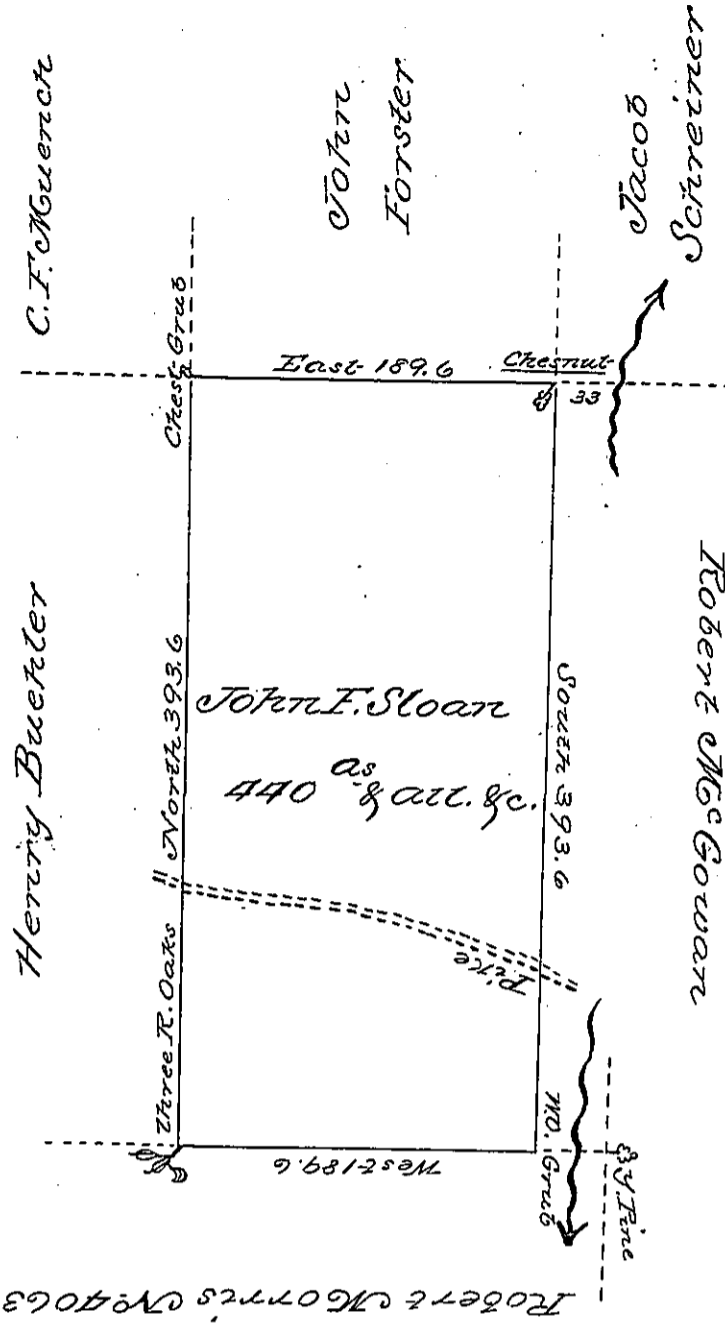 C. F. Muench
John
Forster
Jacob
Schreiner
Chest-Grub
East 189.6
Chesnut
33
Henry Buehler
North 393.6
John F. Sloan
440 as & all. &c.
South 393.6
Robert McGowan
Three R. Oaks
Pike
West 189.6
W.O. Grub
Y. Pine
Robert Morris No 4063